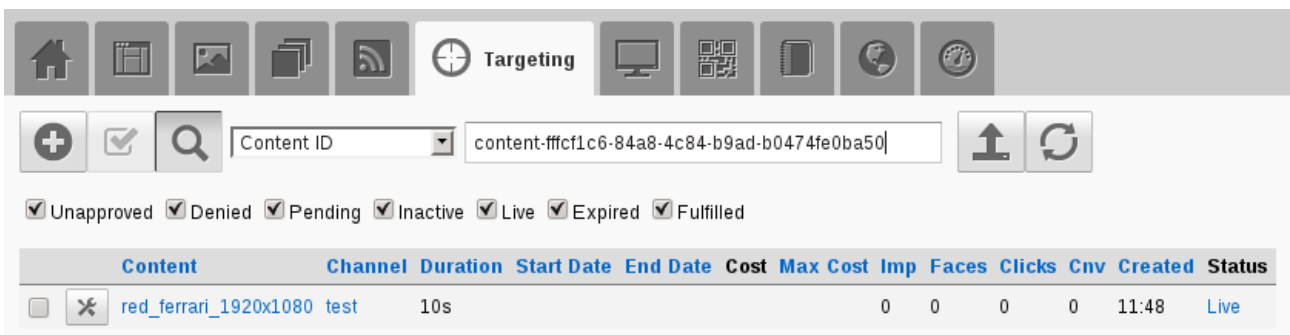 Targeting
Content ID content-fffcf1c6-84a8-4c84-b9ad-b0474fe0ba50
Unapproved Denied Pending Inactive Live Expired Fulfilled
Content Channel Duration Start Date End Date Cost Max Cost Imp Faces Clicks Cnv Created Status
red_ferrari_1920x1080 test 10s 0 0 0 0 11:48 Live